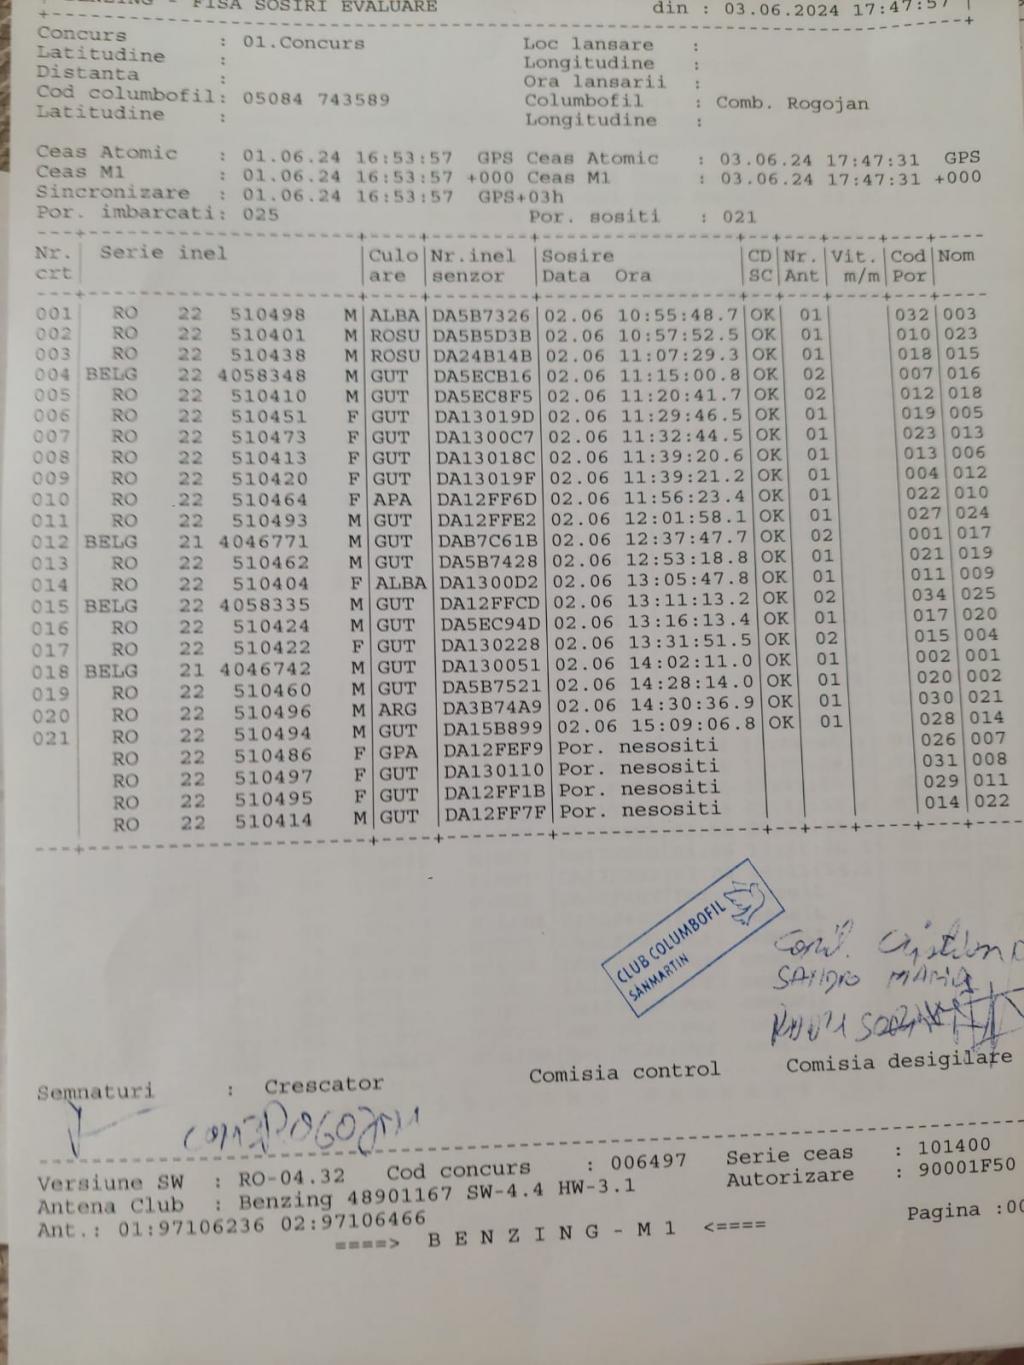 BENZING - FISA SOSIRI EVALUARE din : 03.06.2024 17:47:57
Concurs : 01.Concurs Loc lansare :
Latitudine : Longitudine :
Distanta : Ora lansarii :
Cod columbofil: 05084 743589 Columbofil : Comb. Rogojan
Latitudine : Longitudine :
Ceas Atomic : 01.06.24 16:53:57 GPS Ceas Atomic : 03.06.24 17:47:31 GPS
Ceas M1 : 01.06.24 16:53:57 +000 Ceas M1 : 03.06.24 17:47:31 +000
Sincronizare : 01.06.24 16:53:57 GPS+03h
Por. imbarcati: 025 Por. sositi : 021
Nr. Serie inel Culo Nr.inel Sosire CD Nr. Vit. Cod Nom
crt are senzor Data Ora SC Ant m/m Por
001 RO 22 510498 M ALBA DA5B7326 02.06 10:55:48.7 OK 01 032 003
002 RO 22 510401 M ROSU DA5B5D3B 02.06 10:57:52.5 OK 01 010 023
003 RO 22 510438 M ROSU DA24B14B 02.06 11:07:29.3 OK 01 018 015
004 BELG 22 4058348 M GUT DA5ECB16 02.06 11:15:00.8 OK 02 007 016
005 RO 22 510410 M GUT DA5EC8F5 02.06 11:20:41.7 OK 02 012 018
006 RO 22 510451 F GUT DA13019D 02.06 11:29:46.5 OK 01 019 005
007 RO 22 510473 F GUT DA1300C7 02.06 11:32:44.5 OK 01 023 013
008 RO 22 510413 F GUT DA13018C 02.06 11:39:20.6 OK 01 013 006
009 RO 22 510420 F GUT DA13019F 02.06 11:39:21.2 OK 01 004 012
010 RO 22 510464 F APA DA12FF6D 02.06 11:56:23.4 OK 01 022 010
011 RO 22 510493 M GUT DA12FFE2 02.06 12:01:58.1 OK 01 027 024
012 BELG 21 4046771 M GUT DAB7C61B 02.06 12:37:47.7 OK 02 001 017
013 RO 22 510462 M GUT DA5B7428 02.06 12:53:18.8 OK 01 021 019
014 RO 22 510404 F ALBA DA1300D2 02.06 13:05:47.8 OK 01 011 009
015 BELG 22 4058335 M GUT DA12FFCD 02.06 13:11:13.2 OK 02 034 025
016 RO 22 510424 M GUT DA5EC94D 02.06 13:16:13.4 OK 01 017 020
017 RO 22 510422 F GUT DA130228 02.06 13:31:51.5 OK 02 015 004
018 BELG 21 4046742 M GUT DA130051 02.06 14:02:11.0 OK 01 002 001
019 RO 22 510460 M GUT DA5B7521 02.06 14:28:14.0 OK 01 020 002
020 RO 22 510496 M ARG DA3B74A9 02.06 14:30:36.9 OK 01 030 021
021 RO 22 510494 M GUT DA15B899 02.06 15:09:06.8 OK 01 028 014
RO 22 510486 F GPA DA12FEF9 Por. nesositi 026 007
RO 22 510497 F GUT DA130110 Por. nesositi 031 008
RO 22 510495 F GUT DA12FF1B Por. nesositi 029 011
RO 22 510414 M GUT DA12FF7F Por. nesositi 014 022
CLUB COLUMBOFIL
SÂNMARTIN
SANDRO MARIA
Semnaturi : Crescator Comisia control Comisia desigilare
Versiune SW : RO-04.32 Cod concurs : 006497 Serie ceas : 101400
Antena Club : Benzing 48901167 SW-4.4 HW-3.1 Autorizare : 90001F50
Ant.: 01:97106236 02:97106466 Pagina :00
====> B E N Z I N G - M 1 <====